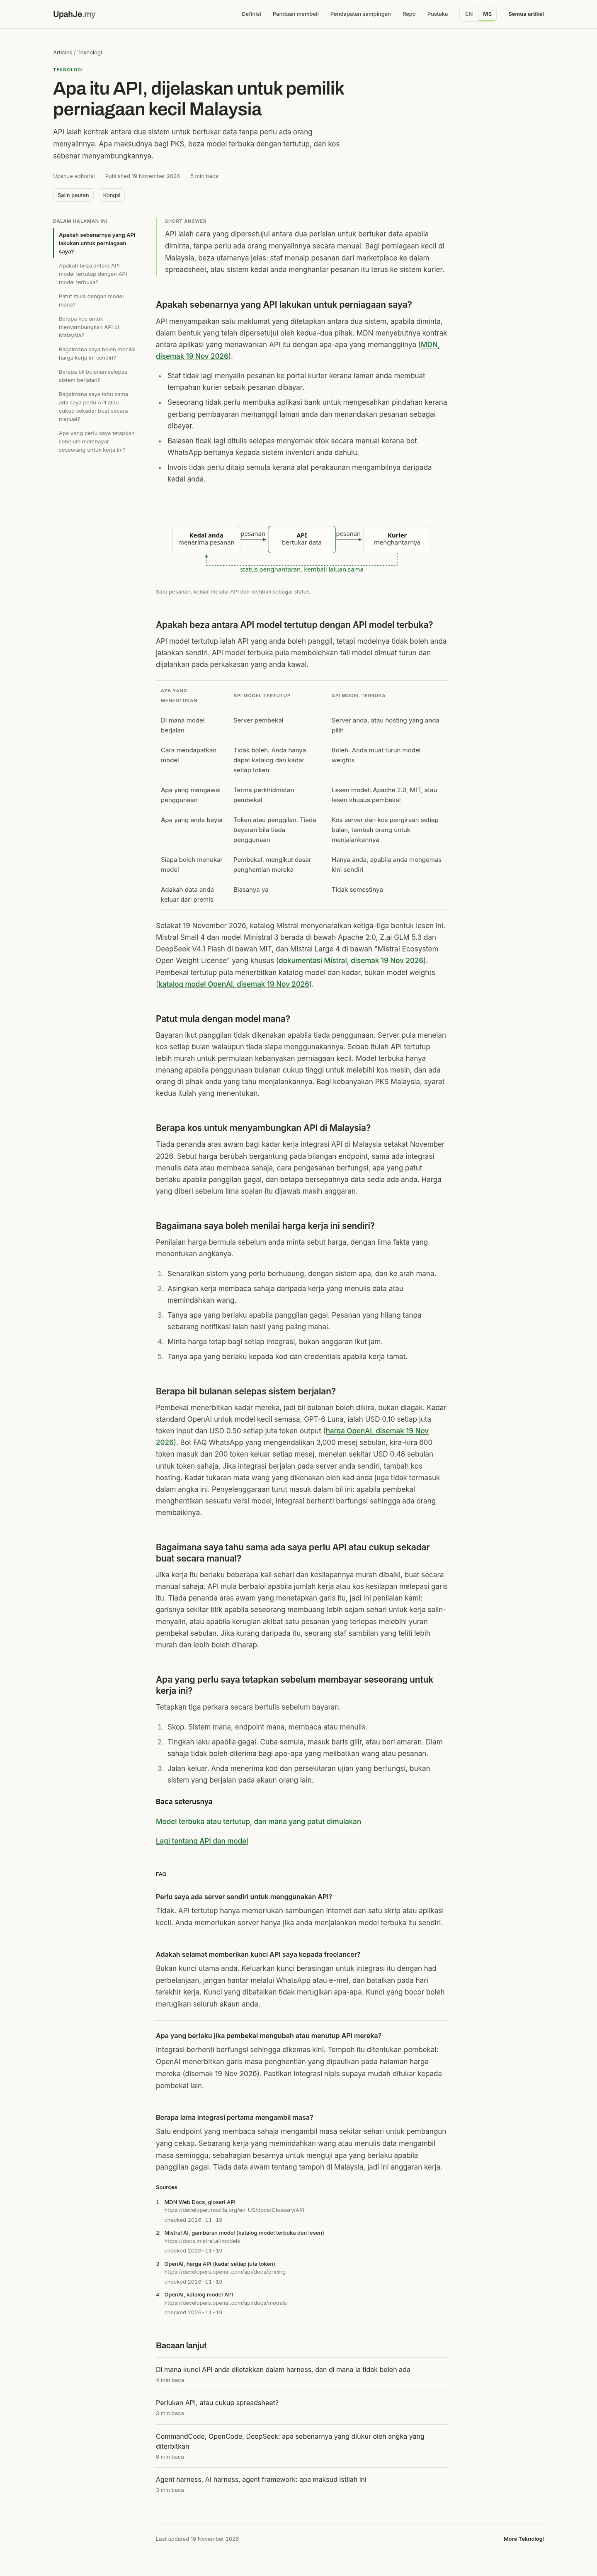 UpahJe.my
Definisi
Panduan membeli
Pendapatan sampingan
Repo
Pustaka
EN
MS
Semua artikel
Articles / Teknologi
TEKNOLOGI
Apa itu API, dijelaskan untuk pemilik
perniagaan kecil Malaysia
API ialah kontrak antara dua sistem untuk bertukar data tanpa perlu ada orang
menyalinnya. Apa maksudnya bagi PKS, beza model terbuka dengan tertutup, dan kos
sebenar menyambungkannya.
UpahJe editorial
Published 19 November 2026
5 min baca
Salin pautan
Kongsi
DALAM HALAMAN INI
Apakah sebenarnya yang API
lakukan untuk perniagaan
saya?
Apakah beza antara API
model tertutup dengan API
model terbuka?
Patut mula dengan model
mana?
Berapa kos untuk
menyambungkan API di
Malaysia?
Bagaimana saya boleh menilai
harga kerja ini sendiri?
Berapa bil bulanan selepas
sistem berjalan?
Bagaimana saya tahu sama
ada saya perlu API atau
cukup sekadar buat secara
manual?
Apa yang perlu saya tetapkan
sebelum membayar
seseorang untuk kerja ini?
SHORT ANSWER
API ialah cara yang dipersetujui antara dua perisian untuk bertukar data apabila
diminta, tanpa perlu ada orang menyalinnya secara manual. Bagi perniagaan kecil di
Malaysia, beza utamanya jelas: staf menaip pesanan dari marketplace ke dalam
spreadsheet, atau sistem kedai anda menghantar pesanan itu terus ke sistem kurier.
Apakah sebenarnya yang API lakukan untuk perniagaan saya?
API menyampaikan satu maklumat yang ditetapkan antara dua sistem, apabila diminta,
dalam bentuk yang telah dipersetujui oleh kedua-dua pihak. MDN menyebutnya kontrak
antara aplikasi yang menawarkan API itu dengan apa-apa yang memanggilnya (MDN,
disemak 19 Nov 2026).
Staf tidak lagi menyalin pesanan ke portal kurier kerana laman anda membuat
tempahan kurier sebaik pesanan dibayar.
Seseorang tidak perlu membuka aplikasi bank untuk mengesahkan pindahan kerana
gerbang pembayaran memanggil laman anda dan menandakan pesanan sebagai
dibayar.
Balasan tidak lagi ditulis selepas menyemak stok secara manual kerana bot
WhatsApp bertanya kepada sistem inventori anda dahulu.
Invois tidak perlu ditaip semula kerana alat perakaunan mengambilnya daripada
kedai anda.
Kedai anda
menerima pesanan
pesanan
API
bertukar data
pesanan
Kurier
menghantarnya
status penghantaran, kembali laluan sama
Satu pesanan, keluar melalui API dan kembali sebagai status.
Apakah beza antara API model tertutup dengan API model terbuka?
API model tertutup ialah API yang anda boleh panggil, tetapi modelnya tidak boleh anda
jalankan sendiri. API model terbuka pula membolehkan fail model dimuat turun dan
dijalankan pada perkakasan yang anda kawal.
APA YANG
MENENTUKAN
API MODEL TERTUTUP
API MODEL TERBUKA
Di mana model
berjalan
Server pembekal
Server anda, atau hosting yang anda
pilih
Cara mendapatkan
model
Tidak boleh. Anda hanya
dapat katalog dan kadar
setiap token
Boleh. Anda muat turun model
weights
Apa yang mengawal
penggunaan
Terma perkhidmatan
pembekal
Lesen model: Apache 2.0, MIT, atau
lesen khusus pembekal
Apa yang anda bayar
Token atau panggilan. Tiada
bayaran bila tiada
penggunaan
Kos server dan kos pengiraan setiap
bulan, tambah orang untuk
menjalankannya
Siapa boleh menukar
model
Pembekal, mengikut dasar
penghentian mereka
Hanya anda, apabila anda mengemas
kini sendiri
Adakah data anda
keluar dari premis
Biasanya ya
Tidak semestinya
Setakat 19 November 2026, katalog Mistral menyenaraikan ketiga-tiga bentuk lesen ini.
Mistral Small 4 dan model Ministral 3 berada di bawah Apache 2.0, Z.ai GLM 5.3 dan
DeepSeek V4.1 Flash di bawah MIT, dan Mistral Large 4 di bawah "Mistral Ecosystem
Open Weight License" yang khusus (dokumentasi Mistral, disemak 19 Nov 2026).
Pembekal tertutup pula menerbitkan katalog model dan kadar, bukan model weights
(katalog model OpenAI, disemak 19 Nov 2026).
Patut mula dengan model mana?
Bayaran ikut panggilan tidak dikenakan apabila tiada penggunaan. Server pula menelan
kos setiap bulan walaupun tiada siapa menggunakannya. Sebab itulah API tertutup
lebih murah untuk permulaan kebanyakan perniagaan kecil. Model terbuka hanya
menang apabila penggunaan bulanan cukup tinggi untuk melebihi kos mesin, dan ada
orang di pihak anda yang tahu menjalankannya. Bagi kebanyakan PKS Malaysia, syarat
kedua itulah yang menentukan.
Berapa kos untuk menyambungkan API di Malaysia?
Tiada penanda aras awam bagi kadar kerja integrasi API di Malaysia setakat November
2026. Sebut harga berubah bergantung pada bilangan endpoint, sama ada integrasi
menulis data atau membaca sahaja, cara pengesahan berfungsi, apa yang patut
berlaku apabila panggilan gagal, dan betapa bersepahnya data sedia ada anda. Harga
yang diberi sebelum lima soalan itu dijawab masih anggaran.
Bagaimana saya boleh menilai harga kerja ini sendiri?
Penilaian harga bermula sebelum anda minta sebut harga, dengan lima fakta yang
menentukan angkanya.
1. Senaraikan sistem yang perlu berhubung, dengan sistem apa, dan ke arah mana.
2. Asingkan kerja membaca sahaja daripada kerja yang menulis data atau
memindahkan wang.
3. Tanya apa yang berlaku apabila panggilan gagal. Pesanan yang hilang tanpa
sebarang notifikasi ialah hasil yang paling mahal.
4. Minta harga tetap bagi setiap integrasi, bukan anggaran ikut jam.
5. Tanya apa yang berlaku kepada kod dan credentials apabila kerja tamat.
Berapa bil bulanan selepas sistem berjalan?
Pembekal menerbitkan kadar mereka, jadi bil bulanan boleh dikira, bukan diagak. Kadar
standard OpenAI untuk model kecil semasa, GPT-6 Luna, ialah USD 0.10 setiap juta
token input dan USD 0.50 setiap juta token output (harga OpenAI, disemak 19 Nov
2026). Bot FAQ WhatsApp yang mengendalikan 3,000 mesej sebulan, kira-kira 600
token masuk dan 200 token keluar setiap mesej, menelan sekitar USD 0.48 sebulan
untuk token sahaja. Jika integrasi berjalan pada server anda sendiri, tambah kos
hosting. Kadar tukaran mata wang yang dikenakan oleh kad anda juga tidak termasuk
dalam angka ini. Penyelenggaraan turut masuk dalam bil ini: apabila pembekal
menghentikan sesuatu versi model, integrasi berhenti berfungsi sehingga ada orang
membaikinya.
Bagaimana saya tahu sama ada saya perlu API atau cukup sekadar
buat secara manual?
Jika kerja itu berlaku beberapa kali sehari dan kesilapannya murah dibaiki, buat secara
manual sahaja. API mula berbaloi apabila jumlah kerja atau kos kesilapan melepasi garis
itu. Tiada penanda aras awam yang menetapkan garis itu, jadi ini penilaian kami:
garisnya sekitar titik apabila seseorang membuang lebih sejam sehari untuk kerja salin-
menyalin, atau apabila kerugian akibat satu pesanan yang terlepas melebihi yuran
pembekal sebulan. Jika kurang daripada itu, seorang staf sambilan yang teliti lebih
murah dan lebih boleh diharap.
Apa yang perlu saya tetapkan sebelum membayar seseorang untuk
kerja ini?
Tetapkan tiga perkara secara bertulis sebelum bayaran.
1. Skop. Sistem mana, endpoint mana, membaca atau menulis.
2. Tingkah laku apabila gagal. Cuba semula, masuk baris gilir, atau beri amaran. Diam
sahaja tidak boleh diterima bagi apa-apa yang melibatkan wang atau pesanan.
3. Jalan keluar. Anda menerima kod dan persekitaran ujian yang berfungsi, bukan
sistem yang berjalan pada akaun orang lain.
Baca seterusnya
Model terbuka atau tertutup, dan mana yang patut dimulakan
Lagi tentang API dan model
FAQ
Perlu saya ada server sendiri untuk menggunakan API?
Tidak. API tertutup hanya memerlukan sambungan internet dan satu skrip atau aplikasi
kecil. Anda memerlukan server hanya jika anda menjalankan model terbuka itu sendiri.
Adakah selamat memberikan kunci API saya kepada freelancer?
Bukan kunci utama anda. Keluarkan kunci berasingan untuk integrasi itu dengan had
perbelanjaan, jangan hantar melalui WhatsApp atau e-mel, dan batalkan pada hari
terakhir kerja. Kunci yang dibatalkan tidak merugikan apa-apa. Kunci yang bocor boleh
merugikan seluruh akaun anda.
Apa yang berlaku jika pembekal mengubah atau menutup API mereka?
Integrasi berhenti berfungsi sehingga dikemas kini. Tempoh itu ditentukan pembekal:
OpenAI menerbitkan garis masa penghentian yang dipautkan pada halaman harga
mereka (disemak 19 Nov 2026). Pastikan integrasi nipis supaya mudah ditukar kepada
pembekal lain.
Berapa lama integrasi pertama mengambil masa?
Satu endpoint yang membaca sahaja mengambil masa sekitar sehari untuk pembangun
yang cekap. Sebarang kerja yang memindahkan wang atau menulis data mengambil
masa seminggu, sebahagian besarnya untuk menguji apa yang berlaku apabila
panggilan gagal. Tiada data awam tentang tempoh di Malaysia, jadi ini anggaran kerja.
Sources
1 MDN Web Docs, glosari API
https://developer.mozilla.org/en-US/docs/Glossary/API
checked 2026-11-19
2 Mistral AI, gambaran model (katalog model terbuka dan lesen)
https://docs.mistral.ai/models
checked 2026-11-19
3 OpenAI, harga API (kadar setiap juta token)
https://developers.openai.com/api/docs/pricing
checked 2026-11-19
4 OpenAI, katalog model API
https://developers.openai.com/api/docs/models
checked 2026-11-19
Bacaan lanjut
Di mana kunci API anda diletakkan dalam harness, dan di mana ia tidak boleh ada
4 min baca
Perlukan API, atau cukup spreadsheet?
3 min baca
CommandCode, OpenCode, DeepSeek: apa sebenarnya yang diukur oleh angka yang
diterbitkan
8 min baca
Agent harness, AI harness, agent framework: apa maksud istilah ini
3 min baca
Last updated 19 November 2026
More Teknologi